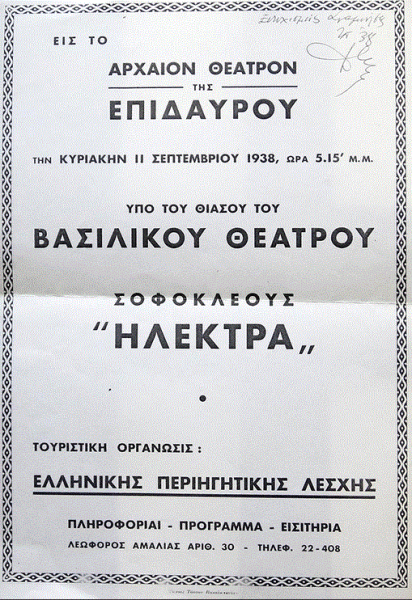 ΕΙΣ ΤΟ
ΑΡΧΑΙΟΝ ΘΕΑΤΡΟΝ
ΤΗΣ
ΕΠΙΔΑΥΡΟΥ
ΤΗΝ ΚΥΡΙΑΚΗΝ 11 ΣΕΠΤΕΜΒΡΙΟΥ 1938, ΩΡΑ 5.15' Μ.Μ.
ΥΠΟ ΤΟΥ ΘΙΑΣΟΥ ΤΟΥ
ΒΑΣΙΛΙΚΟΥ ΘΕΑΤΡΟΥ
ΣΟΦΟΚΛΕΟΥΣ
“ΗΛΕΚΤΡΑ„
•
ΤΟΥΡΙΣΤΙΚΗ ΟΡΓΑΝΩΣΙΣ :
ΕΛΛΗΝΙΚΗΣ ΠΕΡΙΗΓΗΤΙΚΗΣ ΛΕΣΧΗΣ
ΠΛΗΡΟΦΟΡΙΑΙ - ΠΡΟΓΡΑΜΜΑ - ΕΙΣΙΤΗΡΙΑ
ΛΕΩΦΟΡΟΣ ΑΜΑΛΙΑΣ ΑΡΙΘ. 30 - ΤΗΛΕΦ. 22-408